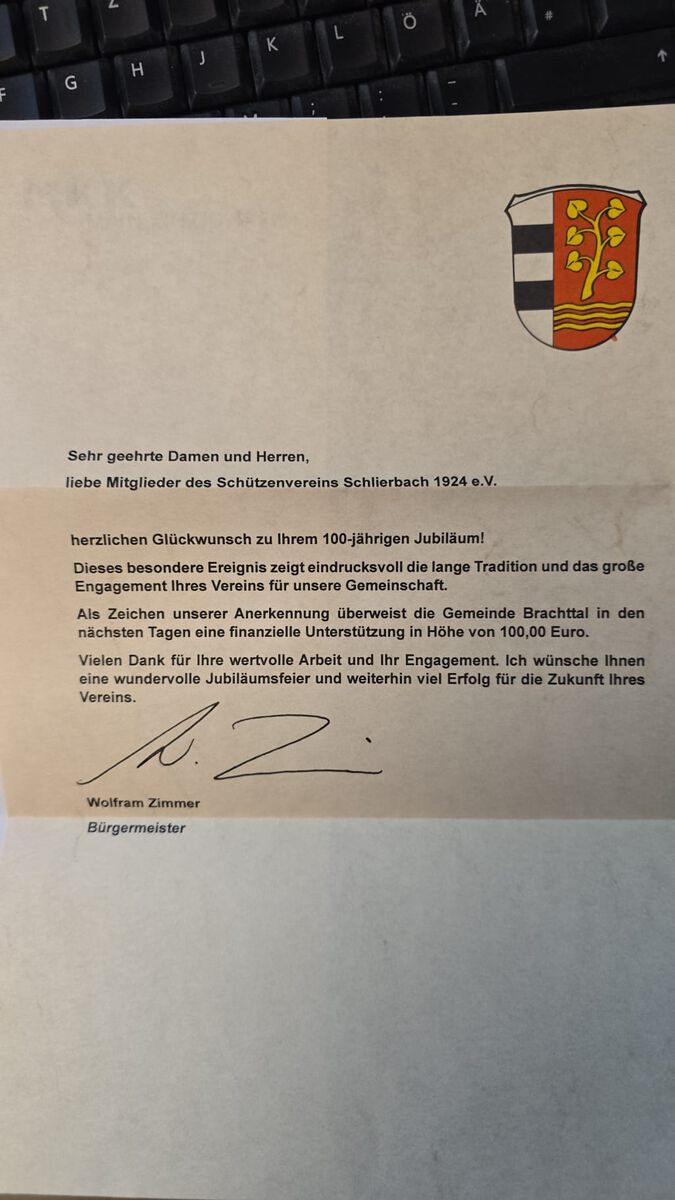 T Z Ö Ä #
F G H J K L
; : -
Sehr geehrte Damen und Herren,
liebe Mitglieder des Schützenvereins Schlierbach 1924 e.V.
herzlichen Glückwunsch zu Ihrem 100-jährigen Jubiläum!
Dieses besondere Ereignis zeigt eindrucksvoll die lange Tradition und das große
Engagement Ihres Vereins für unsere Gemeinschaft.
Als Zeichen unserer Anerkennung überweist die Gemeinde Brachttal in den
nächsten Tagen eine finanzielle Unterstützung in Höhe von 100,00 Euro.
Vielen Dank für Ihre wertvolle Arbeit und Ihr Engagement. Ich wünsche Ihnen
eine wundervolle Jubiläumsfeier und weiterhin viel Erfolg für die Zukunft Ihres
Vereins.
W. Zi
Wolfram Zimmer
Bürgermeister